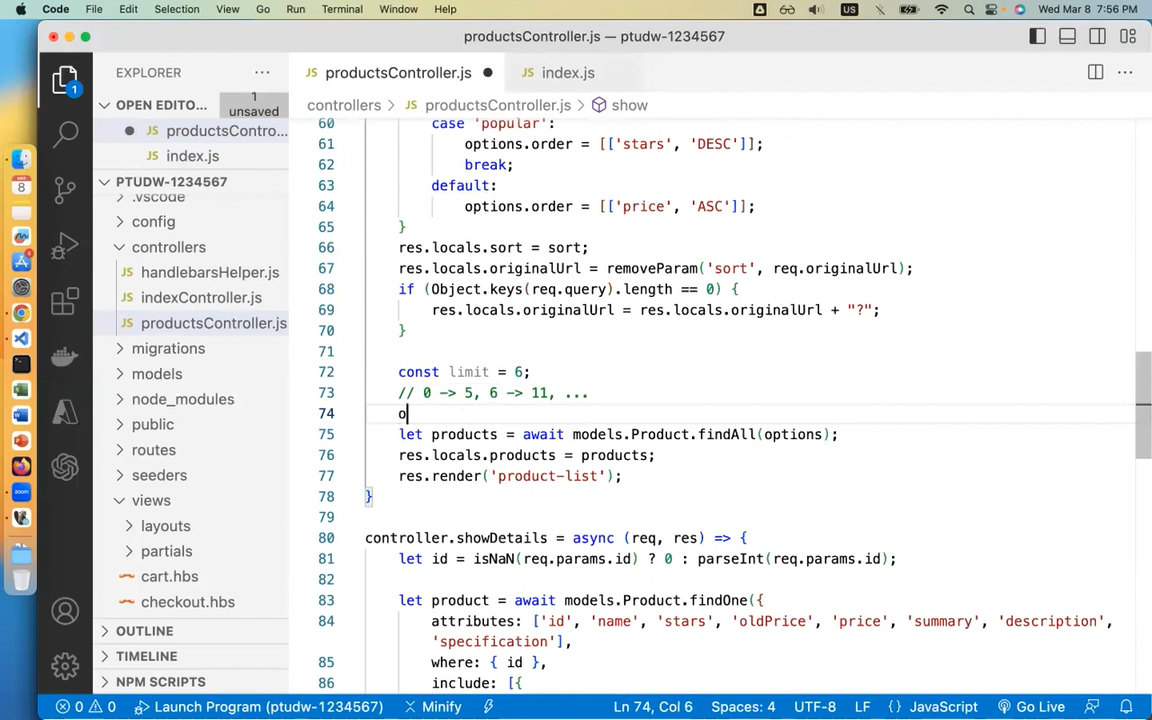 Code File Edit Selection View Go Run Terminal Window Help US Wed Mar 8 7:56 PM
productsController.js — ptudw-1234567
EXPLORER
JS productsController.js
JS index.js
OPEN EDITO...
1 unsaved
controllers > JS productsController.js > show
JS productsContro...
JS index.js
PTUDW-1234567
.vscode
config
controllers
JS handlebarsHelper.js
JS indexController.js
JS productsController.js
migrations
models
node_modules
public
routes
seeders
views
layouts
partials
cart.hbs
checkout.hbs
OUTLINE
TIMELINE
NPM SCRIPTS
60 case 'popular':
61 options.order = [['stars', 'DESC']];
62 break;
63 default:
64 options.order = [['price', 'ASC']];
65 }
66 res.locals.sort = sort;
67 res.locals.originalUrl = removeParam('sort', req.originalUrl);
68 if (Object.keys(req.query).length == 0) {
69 res.locals.originalUrl = res.locals.originalUrl + "?";
70 }
71
72 const limit = 6;
73 // 0 -> 5, 6 -> 11, ...
74 o
75 let products = await models.Product.findAll(options);
76 res.locals.products = products;
77 res.render('product-list');
78 }
79
80 controller.showDetails = async (req, res) => {
81 let id = isNaN(req.params.id) ? 0 : parseInt(req.params.id);
82
83 let product = await models.Product.findOne({
84 attributes: ['id', 'name', 'stars', 'oldPrice', 'price', 'summary', 'description',
'specification'],
85 where: { id },
86 include: [{
0 0 Launch Program (ptudw-1234567) Minify Ln 74, Col 6 Spaces: 4 UTF-8 LF {} JavaScript Go Live